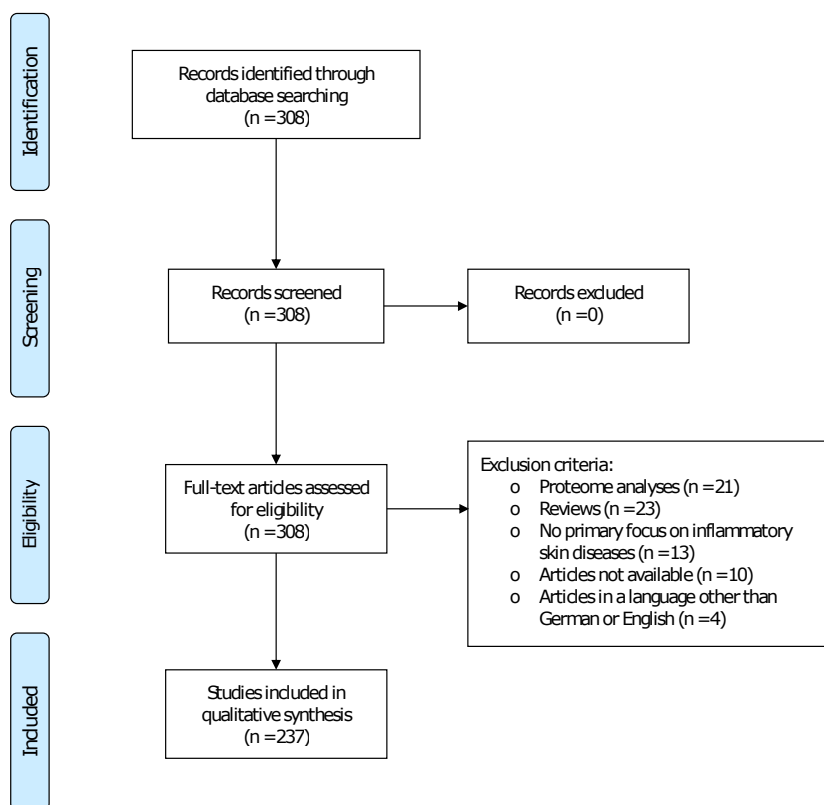 Identification
Records identified through
database searching
(n = 308)
Screening
Records screened
(n = 308)
Records excluded
(n = 0)
Eligibility
Full-text articles assessed
for eligibility
(n = 308)
Exclusion criteria:
o Proteome analyses (n = 21)
o Reviews (n = 23)
o No primary focus on inflammatory
skin diseases (n = 13)
o Articles not available (n = 10)
o Articles in a language other than
German or English (n = 4)
Included
Studies included in
qualitative synthesis
(n = 237)